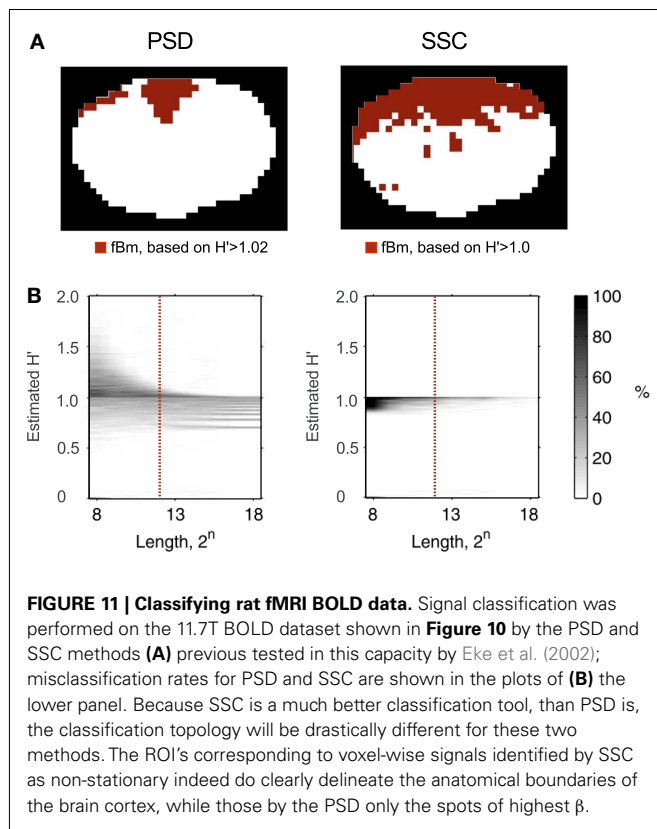 A
PSD
SSC
fBm, based on H'>1.02
fBm, based on H'>1.0
B
2.0
1.5
1.0
0.5
0
Estimated H'
8
13
18
Length, 2^n
2.0
1.5
1.0
0.5
0
Estimated H'
8
13
18
Length, 2^n
100
80
60
40
20
0
%
FIGURE 11 | Classifying rat fMRI BOLD data. Signal classification was
performed on the 11.7T BOLD dataset shown in Figure 10 by the PSD and
SSC methods (A) previous tested in this capacity by Eke et al. (2002);
misclassification rates for PSD and SSC are shown in the plots of (B) the
lower panel. Because SSC is a much better classification tool, than PSD is,
the classification topology will be drastically different for these two
methods. The ROI's corresponding to voxel-wise signals identified by SSC
as non-stationary indeed do clearly delineate the anatomical boundaries of
the brain cortex, while those by the PSD only the spots of highest β.